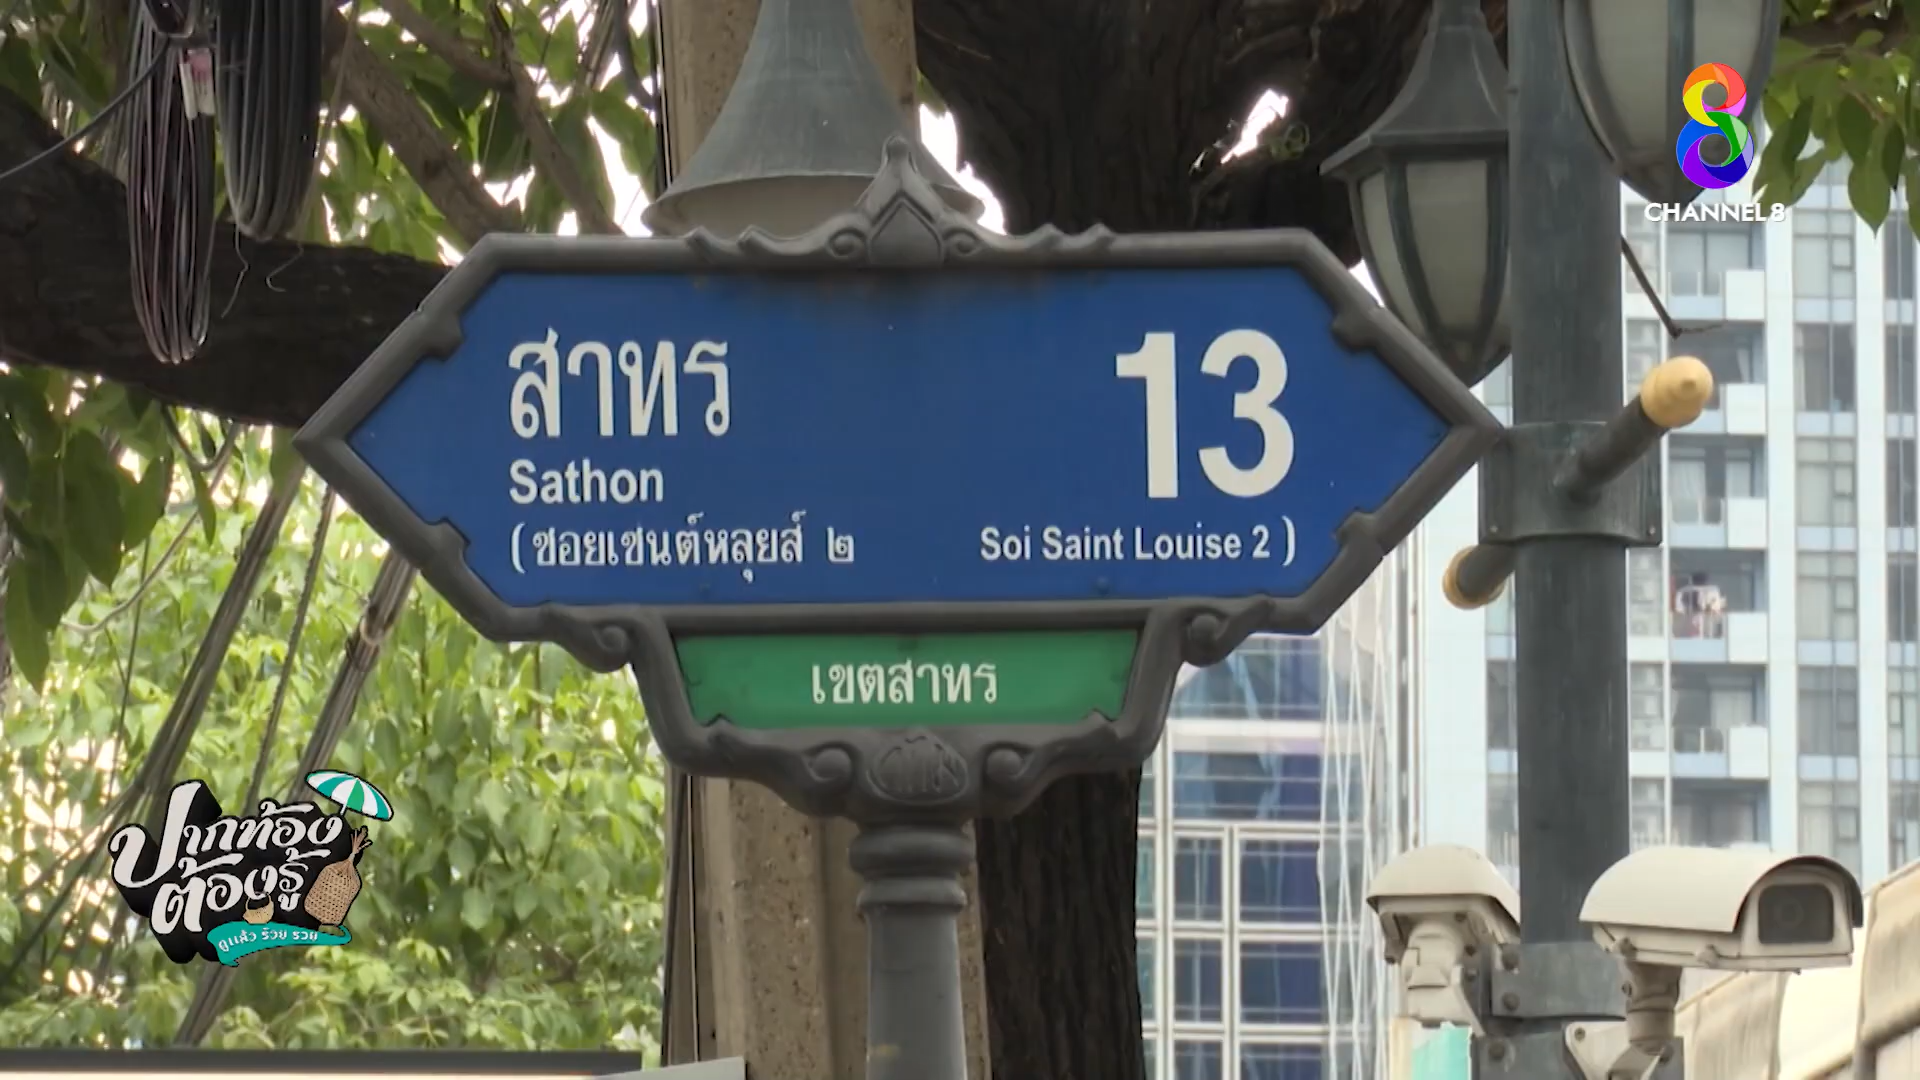 CHANNEL 8
สาทร 13
Sathon
(ซอยเซนต์หลุยส์ ๒ Soi Saint Louise 2 )
เขตสาทร
ปากท้อง
ต้องรู้
ดูแล้ว รวย รวย